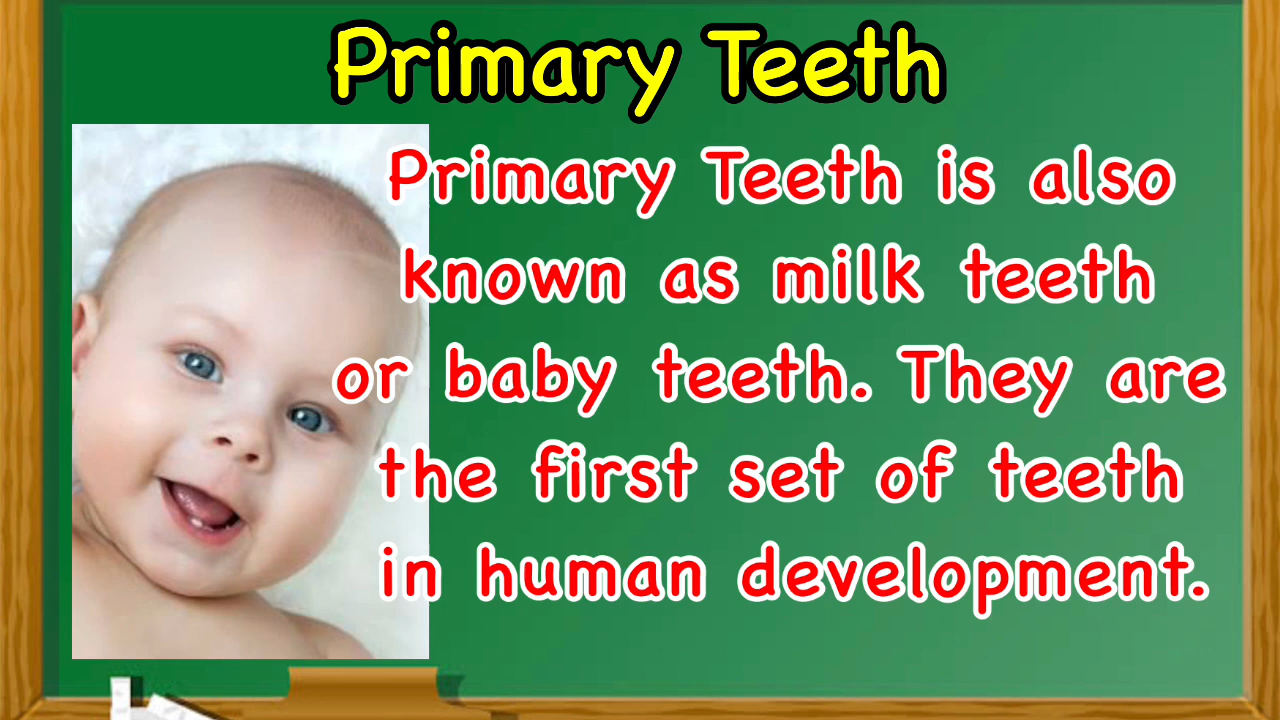 Primary Teeth
Primary Teeth is also
known as milk teeth
or baby teeth. They are
the first set of teeth
in human development.